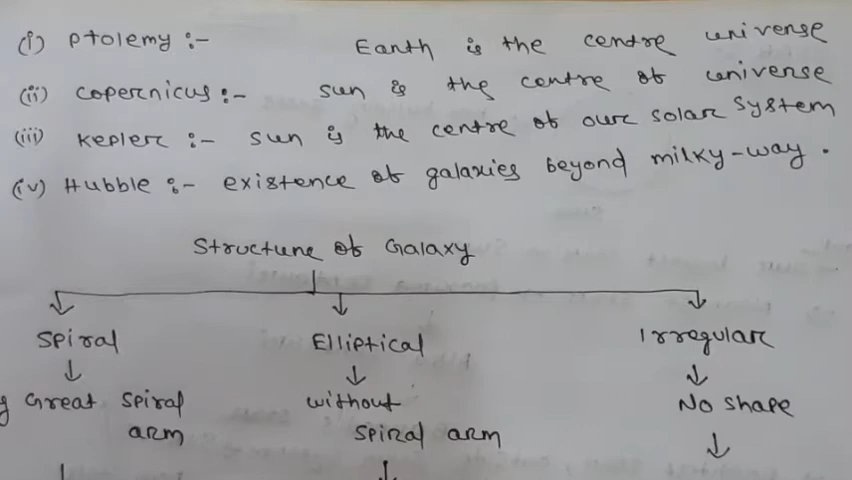 (i) Ptolemy :- Earth is the centre universe
(ii) Copernicus :- sun is the centre of universe
(iii) Kepler :- sun is the centre of our solar system
(iv) Hubble :- existence of galaxies beyond milky-way.
Structure of Galaxy
Spiral Elliptical Irregular
Great spiral without No shape
arm spiral arm